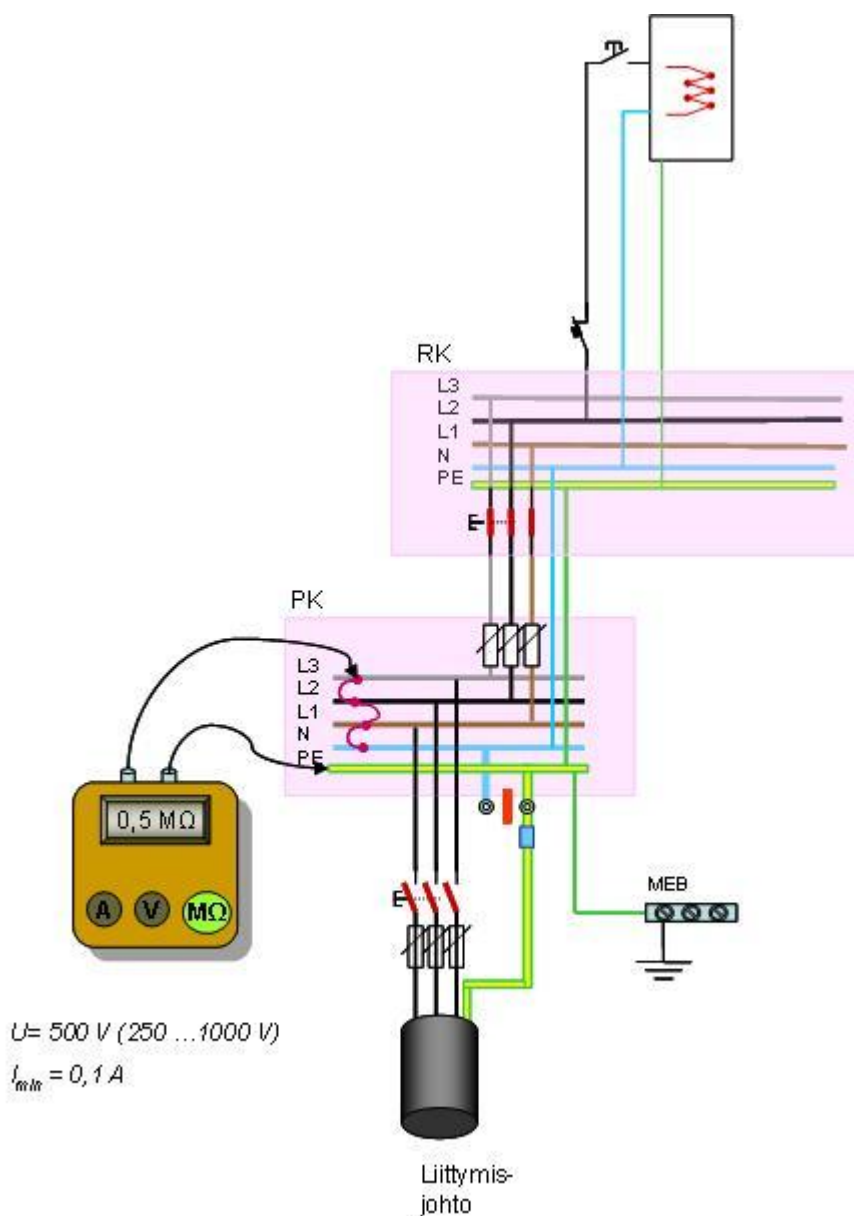 RK
L3
L2
L1
N
PE
PK
L3
L2
L1
N
PE
0,5 MΩ
A V MΩ
MEB
U= 500 V (250 ...1000 V)
Imin = 0,1 A
Liittymis-
johto